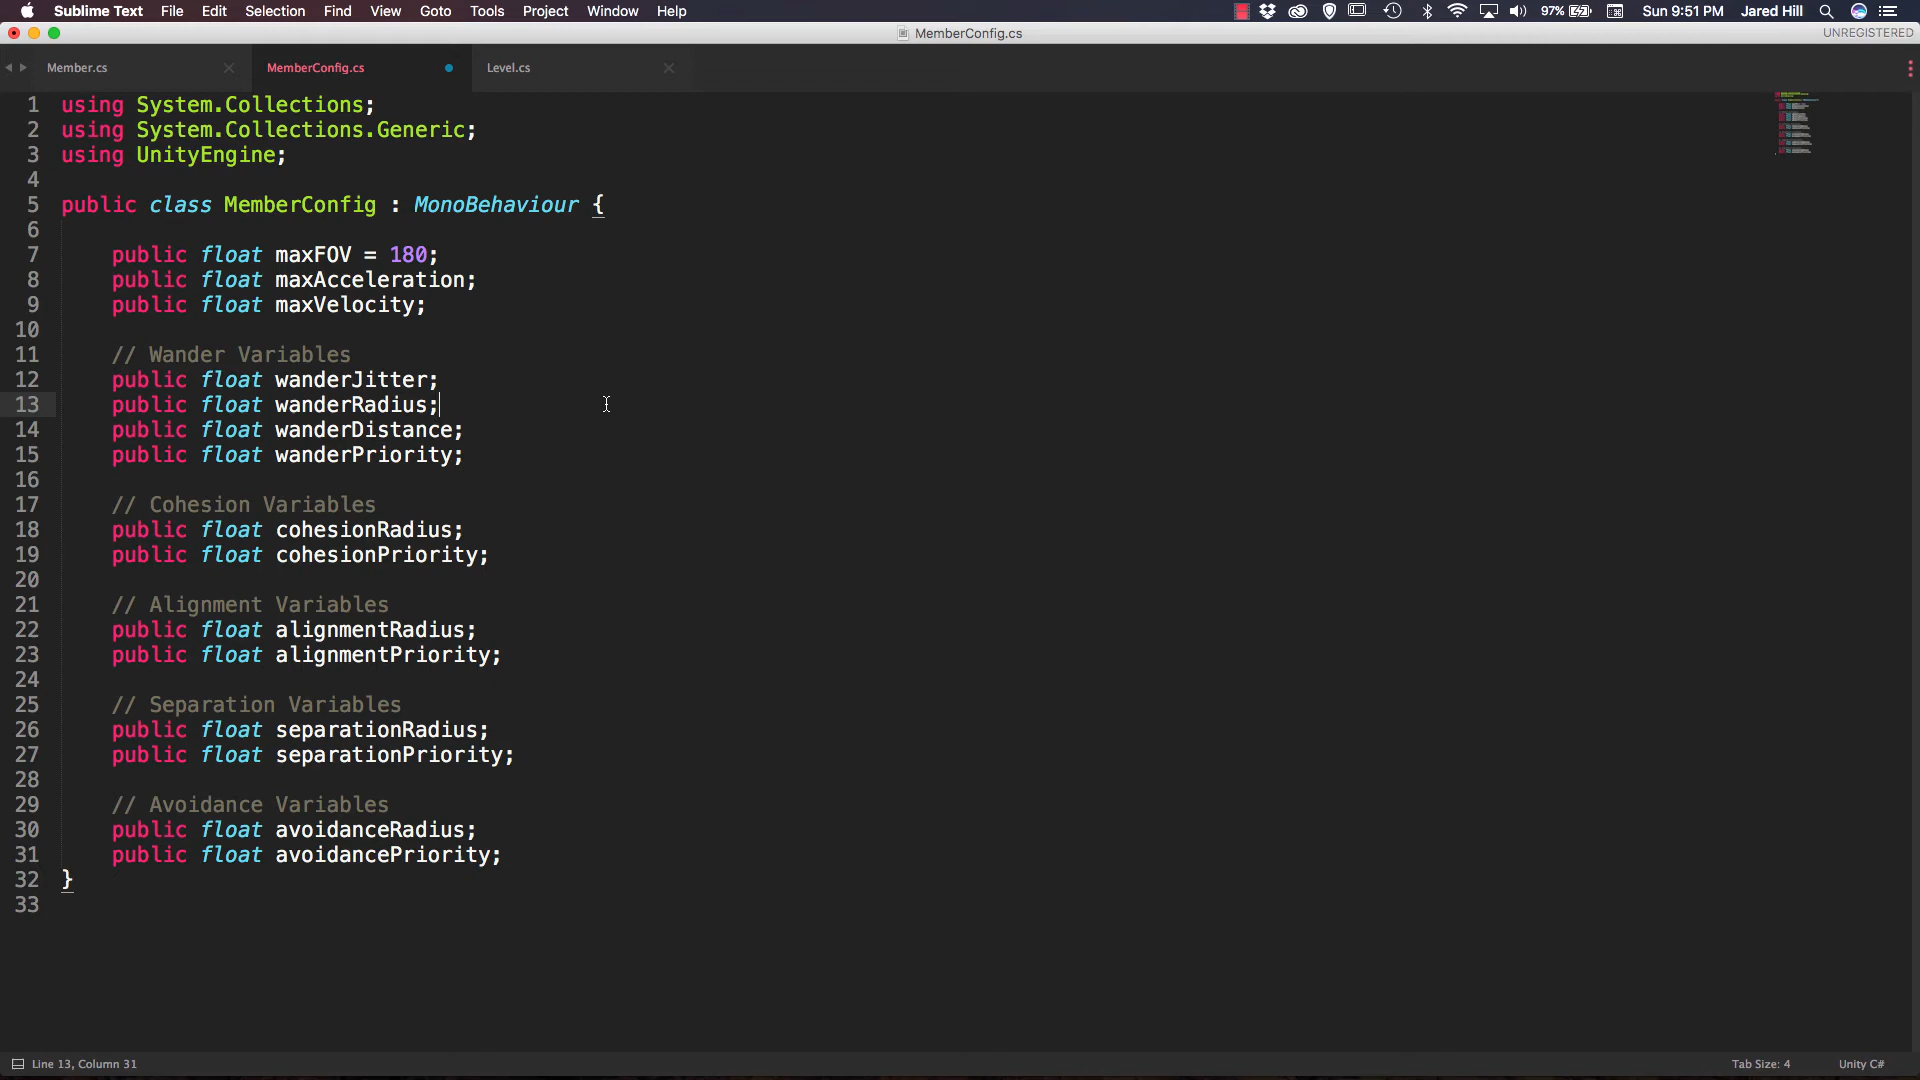 Sublime Text File Edit Selection Find View Goto Tools Project Window Help 97% Sun 9:51 PM Jared Hill
MemberConfig.cs UNREGISTERED
Member.cs MemberConfig.cs Level.cs
1 using System.Collections;
2 using System.Collections.Generic;
3 using UnityEngine;
4
5 public class MemberConfig : MonoBehaviour {
6
7 public float maxFOV = 180;
8 public float maxAcceleration;
9 public float maxVelocity;
10
11 // Wander Variables
12 public float wanderJitter;
13 public float wanderRadius;
14 public float wanderDistance;
15 public float wanderPriority;
16
17 // Cohesion Variables
18 public float cohesionRadius;
19 public float cohesionPriority;
20
21 // Alignment Variables
22 public float alignmentRadius;
23 public float alignmentPriority;
24
25 // Separation Variables
26 public float separationRadius;
27 public float separationPriority;
28
29 // Avoidance Variables
30 public float avoidanceRadius;
31 public float avoidancePriority;
32 }
33
Line 13, Column 31 Tab Size: 4 Unity C#